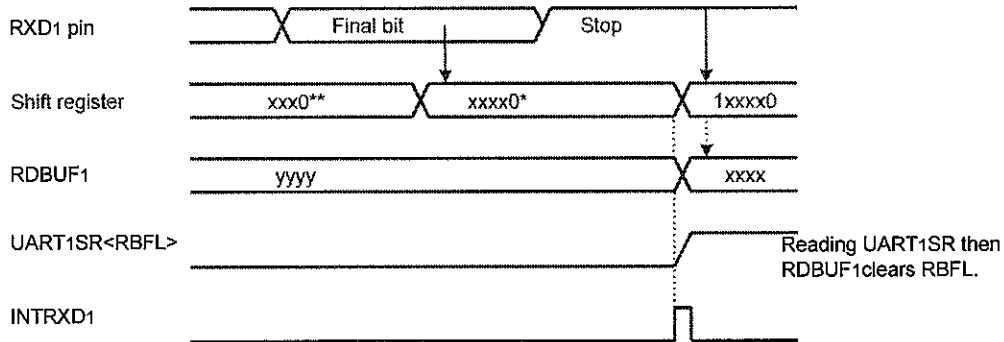 RXD1 pin Final bit Stop
Shift register xxx0** xxxx0* 1xxxx0
RDBUF1 yyyy xxxx
UART1SR<RBFL> Reading UART1SR then
RDBUF1clears RBFL.
INTRXD1